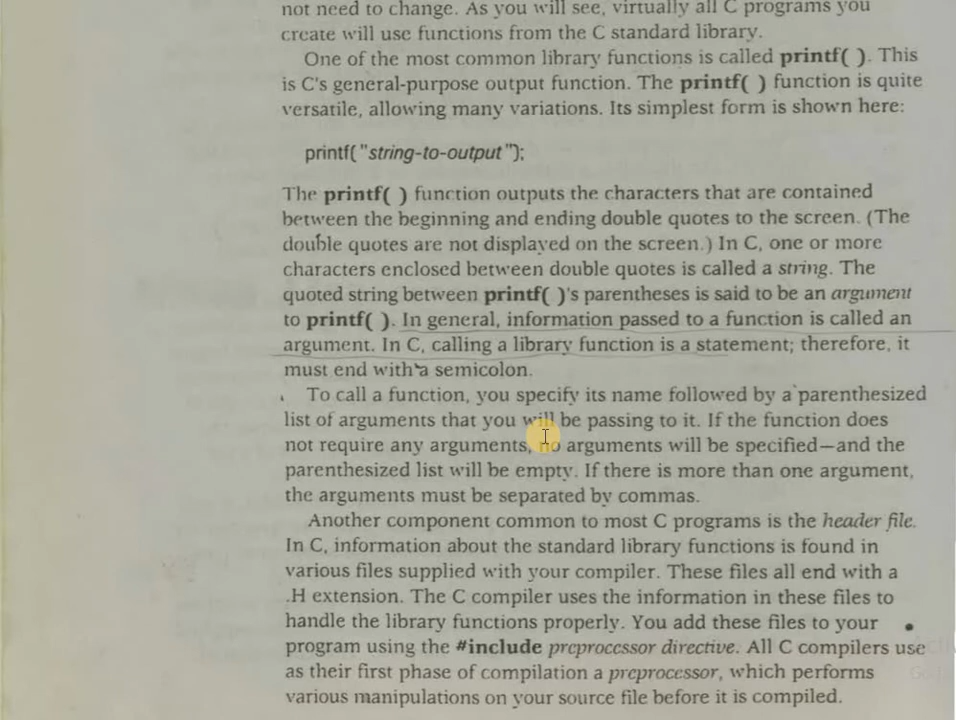 not need to change. As you will see, virtually all C programs you
create will use functions from the C standard library.
One of the most common library functions is called printf( ). This
is C's general-purpose output function. The printf( ) function is quite
versatile, allowing many variations. Its simplest form is shown here:
printf("string-to-output");
The printf( ) function outputs the characters that are contained
between the beginning and ending double quotes to the screen. (The
double quotes are not displayed on the screen.) In C, one or more
characters enclosed between double quotes is called a string. The
quoted string between printf( )'s parentheses is said to be an argument
to printf( ). In general, information passed to a function is called an
argument. In C, calling a library function is a statement; therefore, it
must end with a semicolon.
To call a function, you specify its name followed by a parenthesized
list of arguments that you will be passing to it. If the function does
not require any arguments, no arguments will be specified—and the
parenthesized list will be empty. If there is more than one argument,
the arguments must be separated by commas.
Another component common to most C programs is the header file.
In C, information about the standard library functions is found in
various files supplied with your compiler. These files all end with a
.H extension. The C compiler uses the information in these files to
handle the library functions properly. You add these files to your
program using the #include preprocessor directive. All C compilers use
as their first phase of compilation a preprocessor, which performs
various manipulations on your source file before it is compiled.